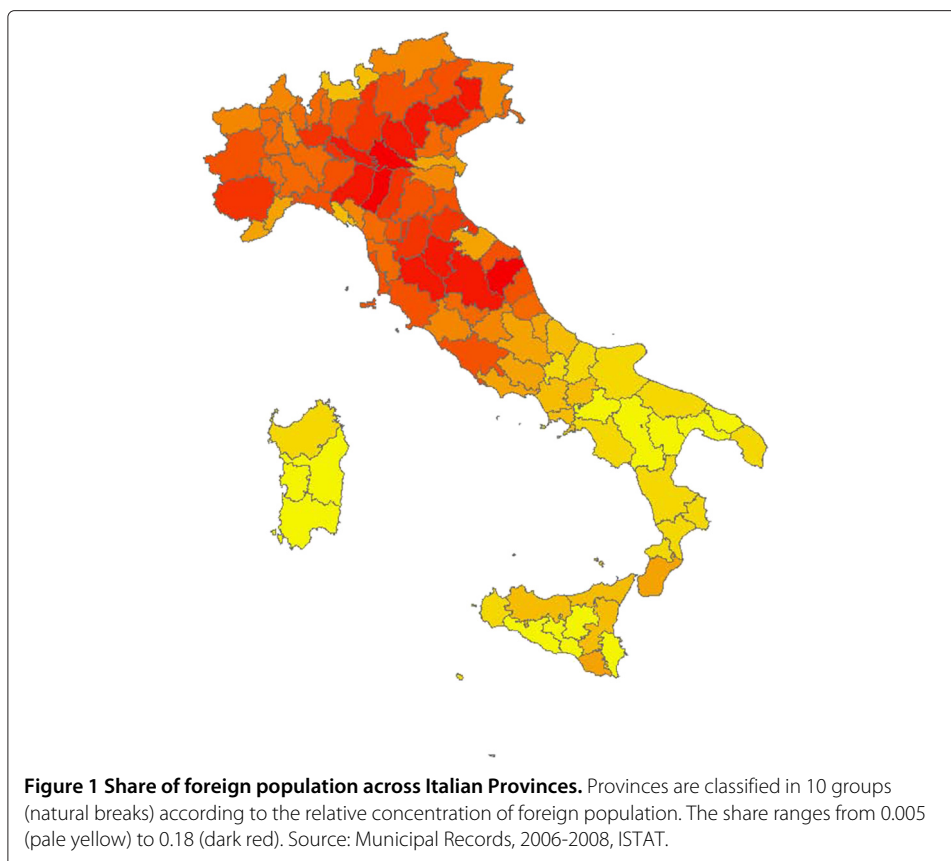 Figure 1 Share of foreign population across Italian Provinces. Provinces are classified in 10 groups
(natural breaks) according to the relative concentration of foreign population. The share ranges from 0.005
(pale yellow) to 0.18 (dark red). Source: Municipal Records, 2006-2008, ISTAT.